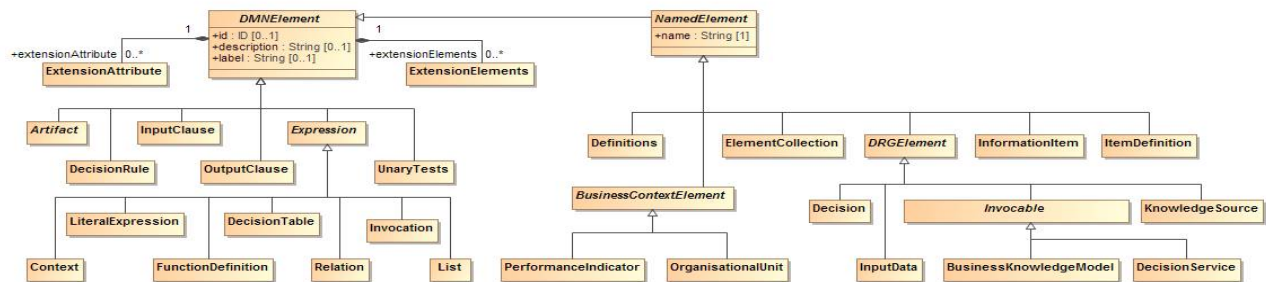 DMNElement
+id : ID [0..1]
+description : String [0..1]
+label : String [0..1]
NamedElement
+name : String [1]
1
1
+extensionAttribute 0..*
+extensionElements 0..*
ExtensionAttribute
ExtensionElements
Artifact
InputClause
Expression
DecisionRule
OutputClause
UnaryTests
Definitions
ElementCollection
DRGElement
InformationItem
ItemDefinition
LiteralExpression
DecisionTable
Invocation
BusinessContextElement
Decision
Invocable
KnowledgeSource
Context
FunctionDefinition
Relation
List
PerformanceIndicator
OrganisationalUnit
InputData
BusinessKnowledgeModel
DecisionService